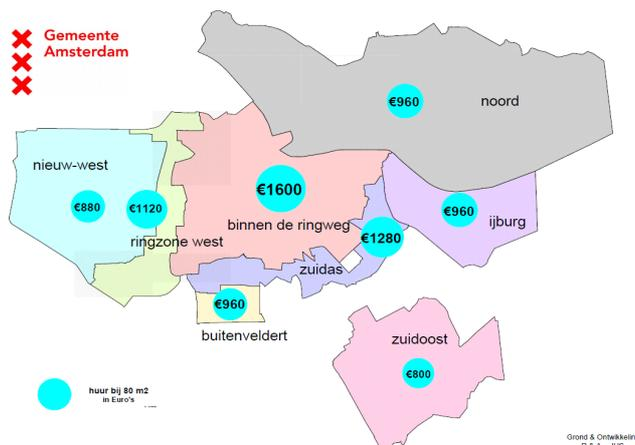 Gemeente
Amsterdam
€960
noord
nieuw-west
€880
€1120
€1600
€960
ijburg
binnen de ringweg
€1280
ringzone west
zuidas
€960
buitenveldert
zuidoost
€800
huur bij 80 m2
in Euro's
Grond & Ontwikkelin